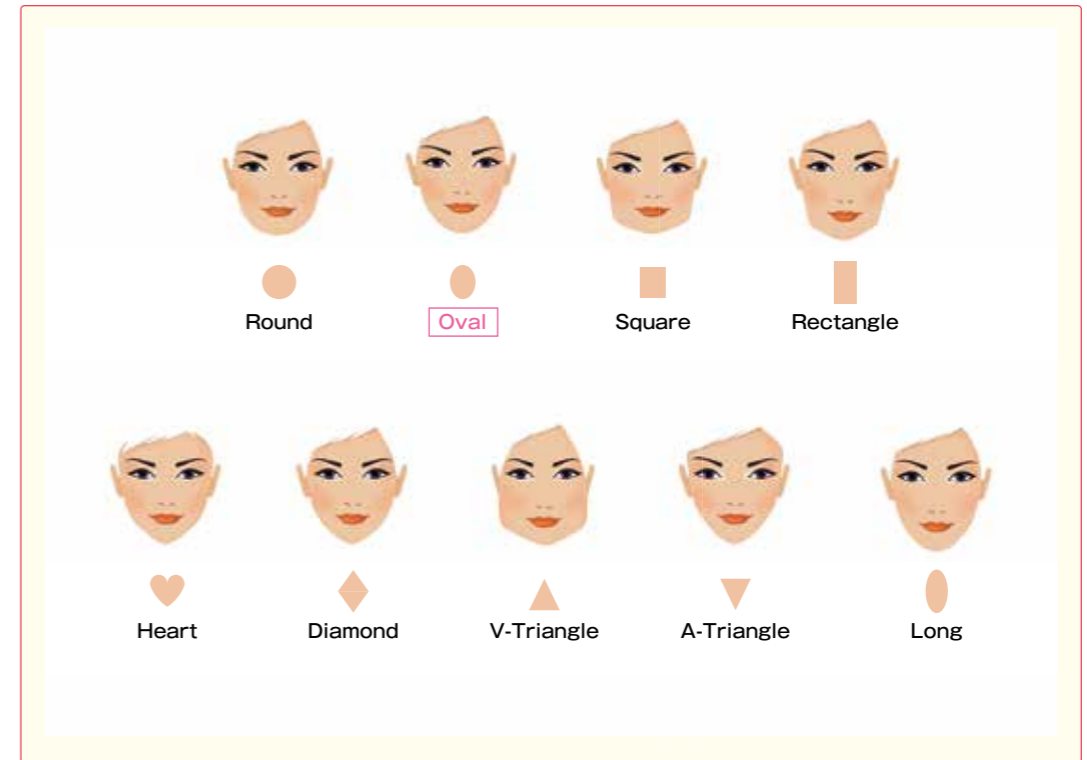 Round
Oval
Square
Rectangle
Heart
Diamond
V-Triangle
A-Triangle
Long